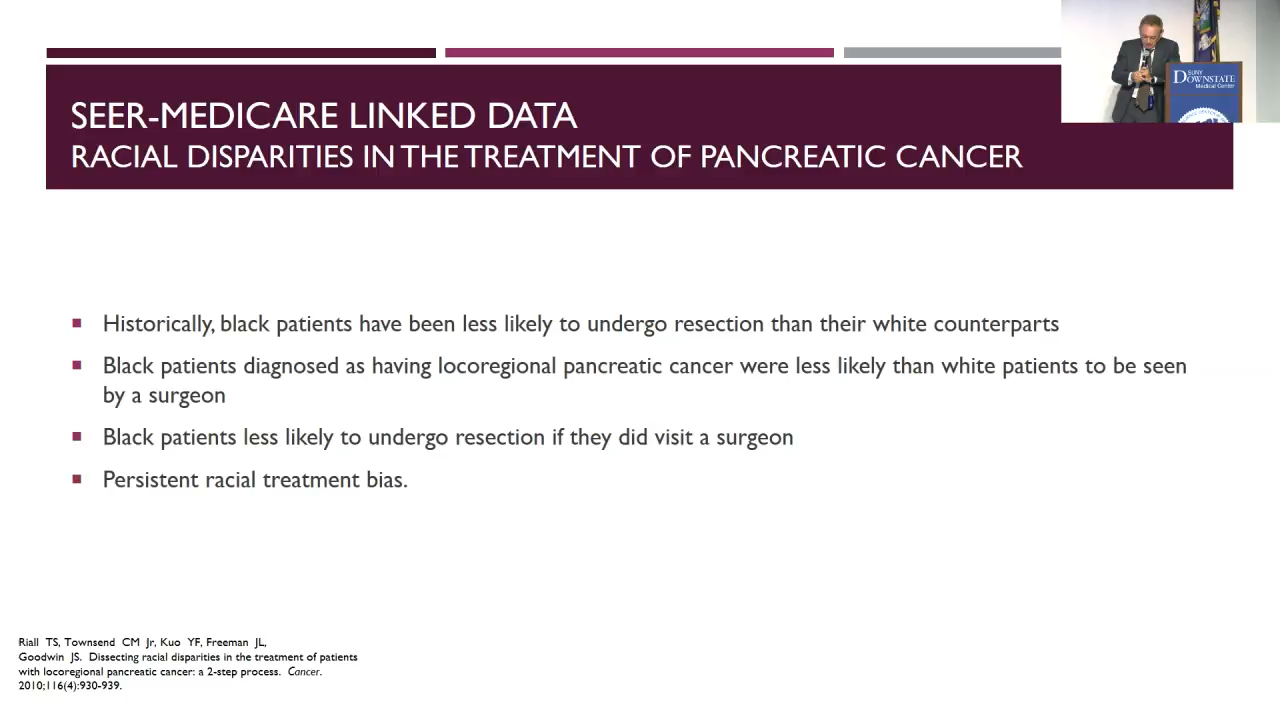 SEER-MEDICARE LINKED DATA
RACIAL DISPARITIES IN THE TREATMENT OF PANCREATIC CANCER
SUNY
DOWNSTATE
Medical Center
▪ Historically, black patients have been less likely to undergo resection than their white counterparts
▪ Black patients diagnosed as having locoregional pancreatic cancer were less likely than white patients to be seen
by a surgeon
▪ Black patients less likely to undergo resection if they did visit a surgeon
▪ Persistent racial treatment bias.
Riall TS, Townsend CM Jr, Kuo YF, Freeman JL,
Goodwin JS. Dissecting racial disparities in the treatment of patients
with locoregional pancreatic cancer: a 2-step process. Cancer.
2010;116(4):930-939.